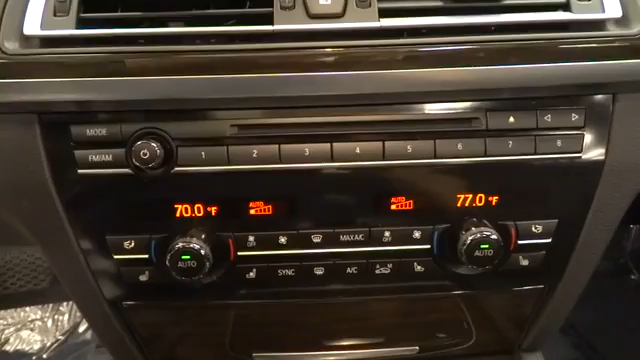 MODE
FM/AM 1 2 3 4 5 6 7 8
70.0 °F AUTO AUTO 77.0 °F
OFF MAX A/C OFF
AUTO AUTO
SYNC A/C A M